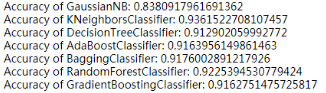 Accuracy of GaussianNB: 0.8380917961691362
Accuracy of KNeighborsClassifier: 0.9361522708107457
Accuracy of DecisionTreeClassifier: 0.912902059992772
Accuracy of AdaBoostClassifier: 0.9163956149861463
Accuracy of BaggingClassifier: 0.9176002891217926
Accuracy of RandomForestClassifier: 0.9225394530779424
Accuracy of GradientBoostingClassifier: 0.9162751475725817